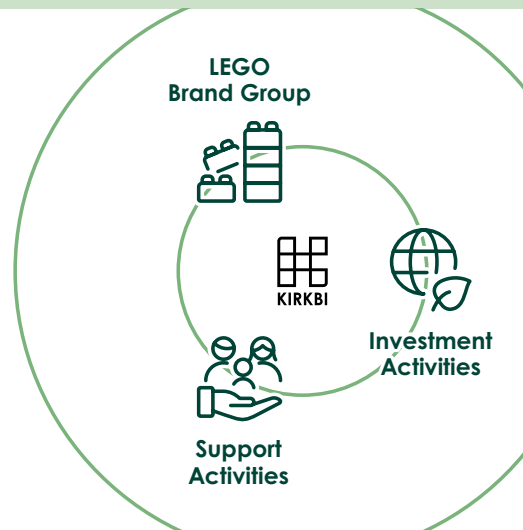 LEGO
Brand Group
KIRKBI
Investment
Activities
Support
Activities